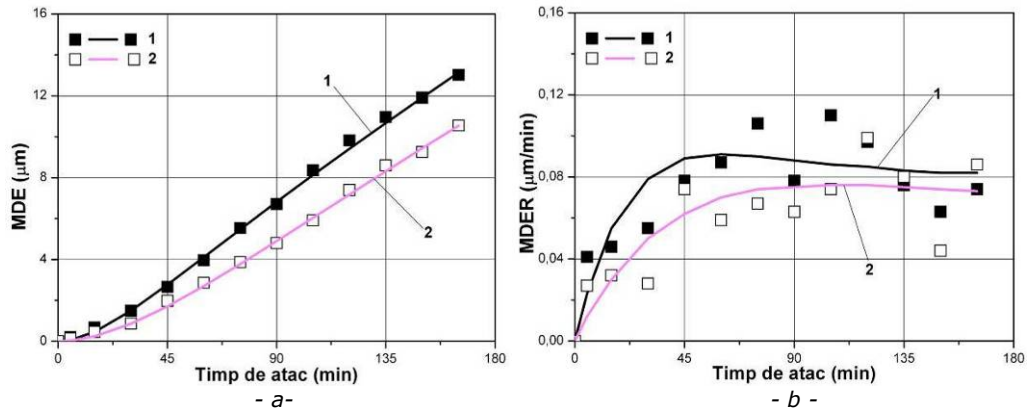 16
12
8
4
0
MDE (μm)
1
2
1
2
0 45 90 135 180
Timp de atac (min)
- a-
0,16
0,12
0,08
0,04
0,00
MDER (μm/min)
1
2
1
2
0 45 90 135 180
Timp de atac (min)
- b -